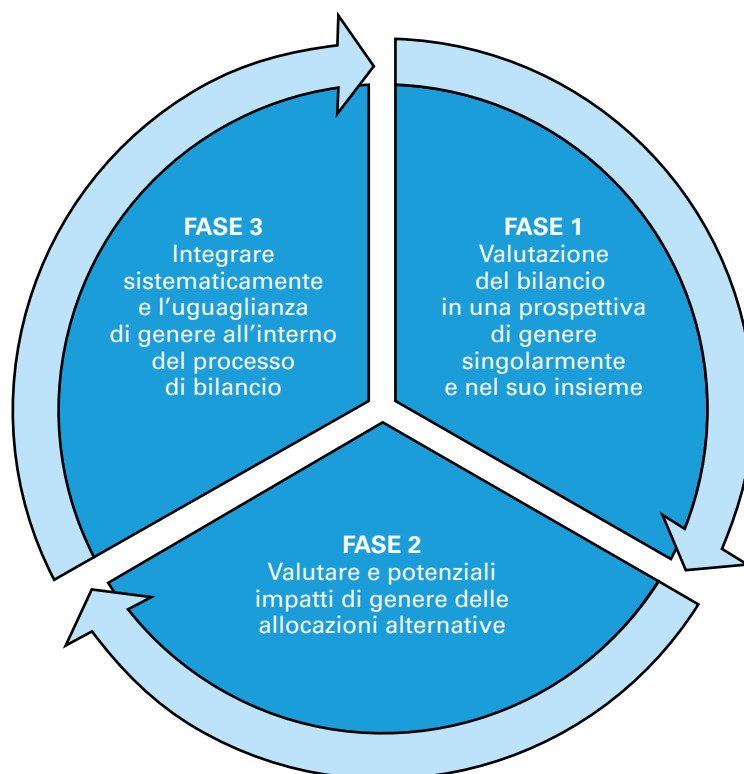 FASE 1
Valutazione
del bilancio
in una prospettiva
di genere
singolarmente
e nel suo insieme
FASE 2
Valutare e potenziali
impatti di genere delle
allocazioni alternative
FASE 3
Integrare
sistematicamente
e l’uguaglianza
di genere all’interno
del processo
di bilancio